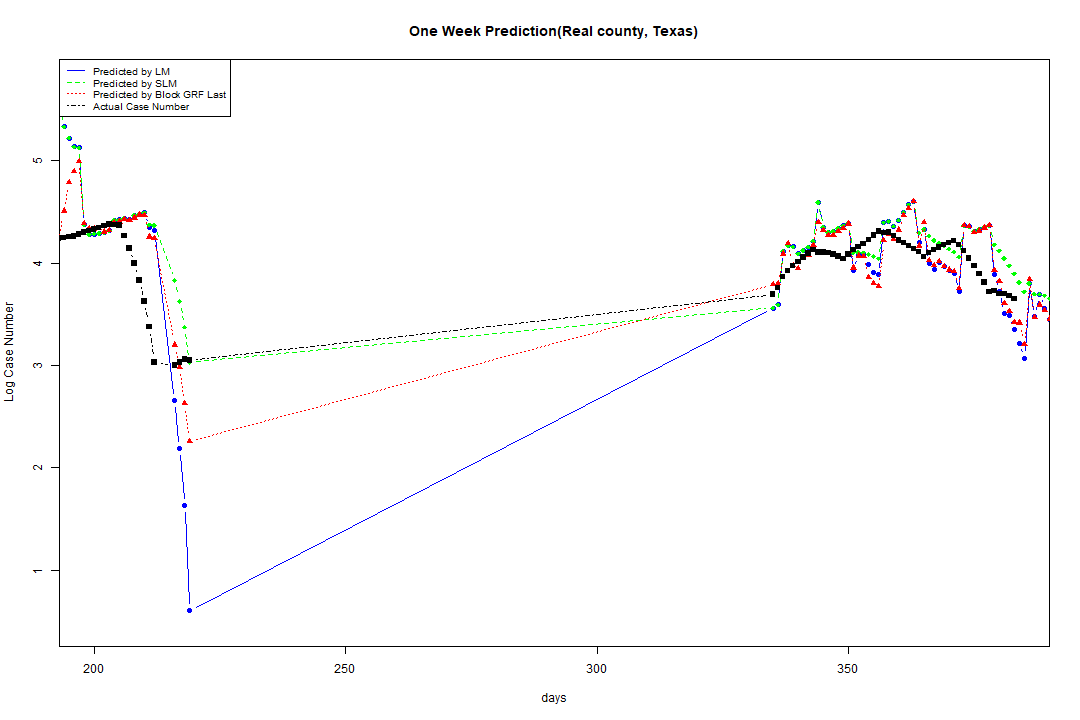 One Week Prediction(Real county, Texas)
Predicted by LM
Predicted by SLM
Predicted by Block GRF Last
Actual Case Number
5
4
3
2
1
Log Case Number
200
250
300
350
days